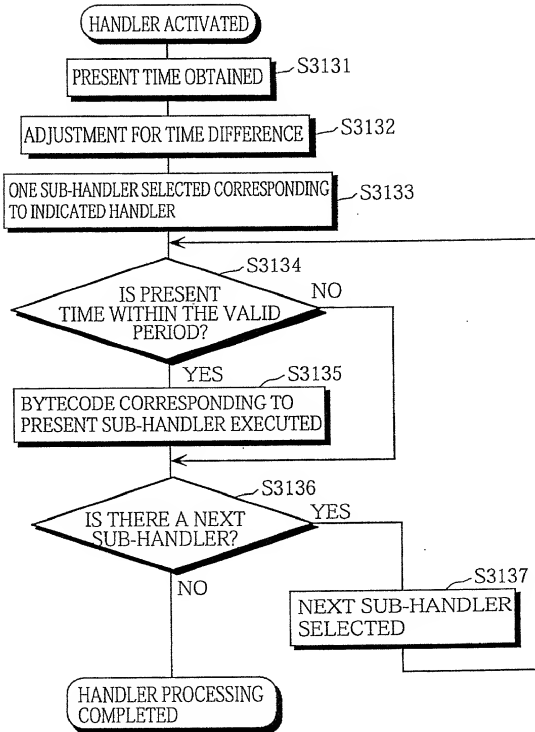 HANDLER ACTIVATED
PRESENT TIME OBTAINED
S3131
ADJUSTMENT FOR TIME DIFFERENCE
S3132
ONE SUB-HANDLER SELECTED CORRESPONDING
TO INDICATED HANDLER
S3133
S3134
IS PRESENT
TIME WITHIN THE VALID
PERIOD?
NO
YES
S3135
BYTECODE CORRESPONDING TO
PRESENT SUB-HANDLER EXECUTED
S3136
IS THERE A NEXT
SUB-HANDLER?
YES
NO
S3137
NEXT SUB-HANDLER
SELECTED
HANDLER PROCESSING
COMPLETED